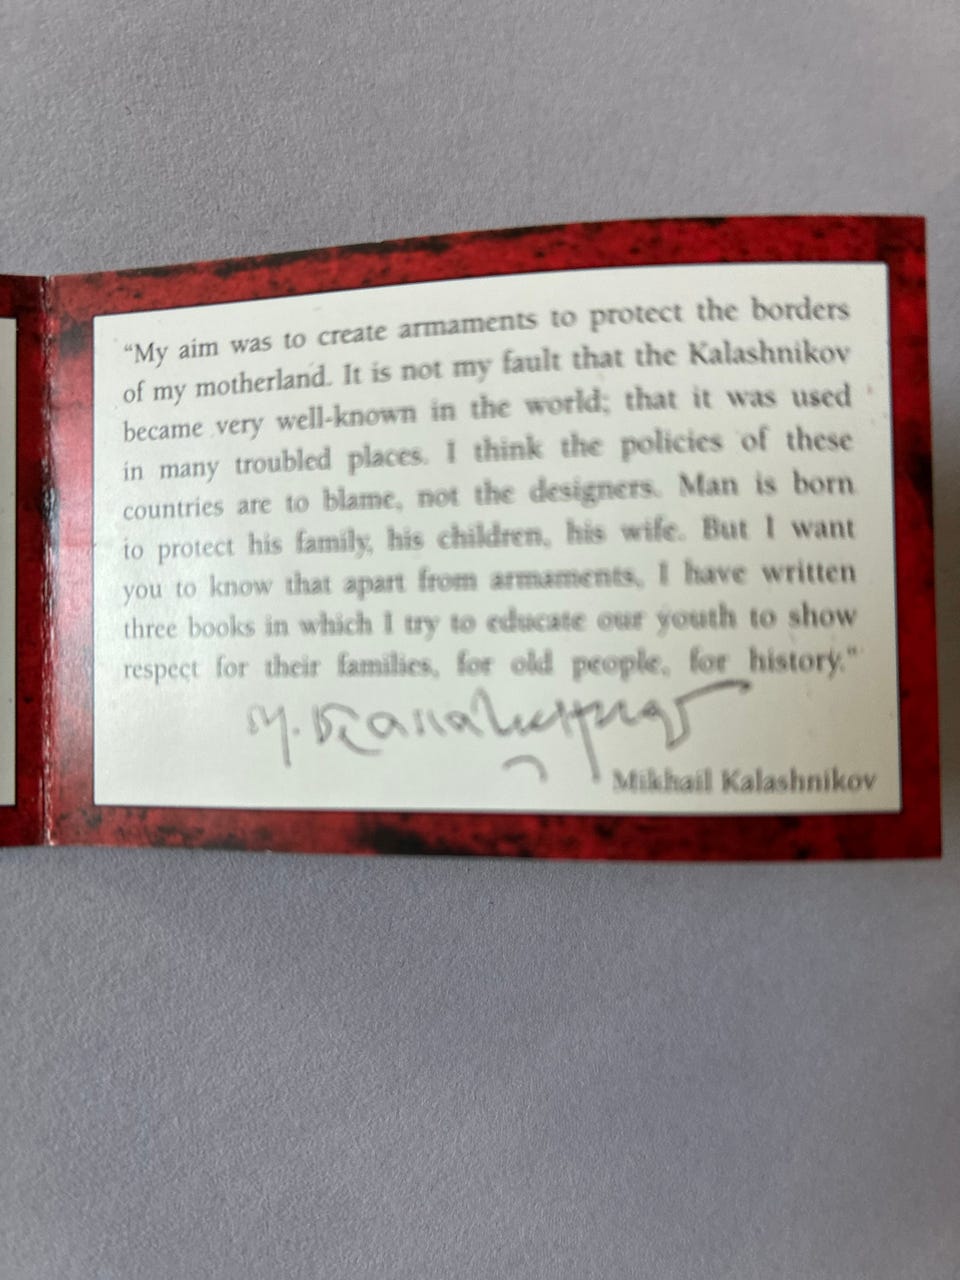 “My aim was to create armaments to protect the borders
of my motherland. It is not my fault that the Kalashnikov
became very well-known in the world; that it was used
in many troubled places. I think the policies of these
countries are to blame, not the designers. Man is born
to protect his family, his children, his wife. But I want
you to know that apart from armaments, I have written
three books in which I try to educate our youth to show
respect for their families, for old people, for history."
Mikhail Kalashnikov